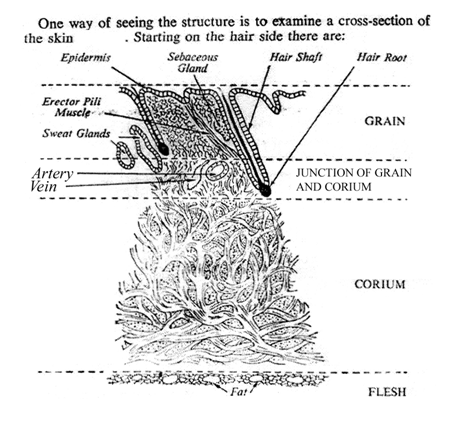 One way of seeing the structure is to examine a cross-section of
the skin . Starting on the hair side there are:
Epidermis
Sebaceous
Gland
Hair Shaft
Hair Root
Erector Pili
Muscle
GRAIN
Sweat Glands
Artery
Vein
JUNCTION OF GRAIN
AND CORIUM
CORIUM
Fat
FLESH